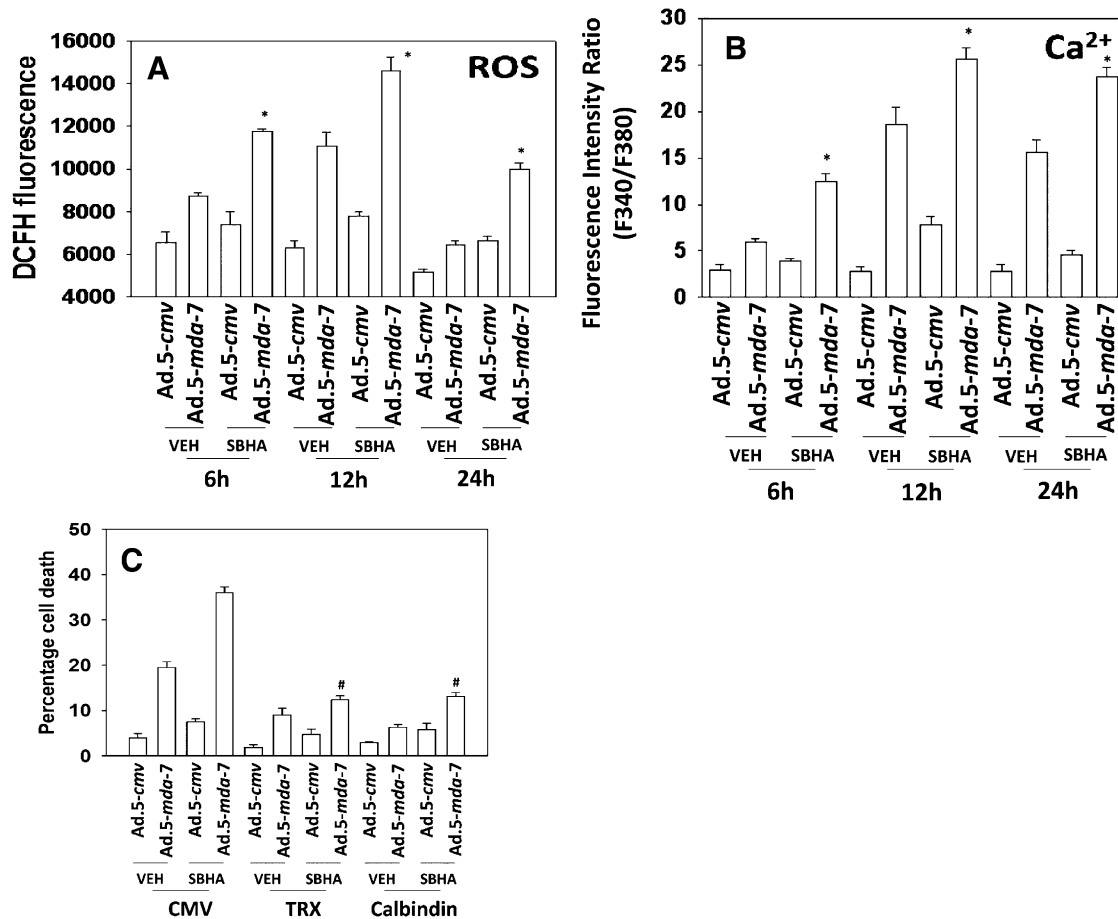 A
ROS
DCFH fluorescence
16000
14000
12000
10000
8000
6000
4000
*
*
*
Ad.5-cmv
Ad.5-mda-7
Ad.5-cmv
Ad.5-mda-7
Ad.5-cmv
Ad.5-mda-7
Ad.5-cmv
Ad.5-mda-7
Ad.5-cmv
Ad.5-mda-7
Ad.5-cmv
Ad.5-mda-7
VEH SBHA VEH SBHA VEH SBHA
6h 12h 24h
B
Ca2+
Fluorescence Intensity Ratio
(F340/F380)
30
25
20
15
10
5
0
*
*
*
Ad.5-cmv
Ad.5-mda-7
Ad.5-cmv
Ad.5-mda-7
Ad.5-cmv
Ad.5-mda-7
Ad.5-cmv
Ad.5-mda-7
Ad.5-cmv
Ad.5-mda-7
Ad.5-cmv
Ad.5-mda-7
VEH SBHA VEH SBHA VEH SBHA
6h 12h 24h
C
Percentage cell death
50
40
30
20
10
0
#
#
Ad.5-cmv
Ad.5-mda-7
Ad.5-cmv
Ad.5-mda-7
Ad.5-cmv
Ad.5-mda-7
Ad.5-cmv
Ad.5-mda-7
Ad.5-cmv
Ad.5-mda-7
Ad.5-cmv
Ad.5-mda-7
VEH SBHA VEH SBHA VEH SBHA
CMV TRX Calbindin